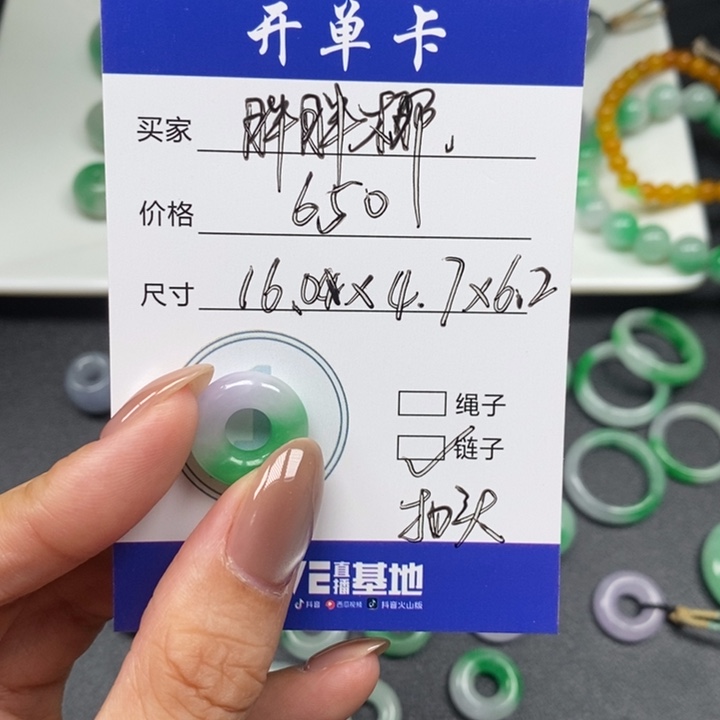 开单卡
买家 胖胖椰
价格 650
尺寸 16.0××4.7×6.2
绳子
链子
扣头
直播基地
抖音 西瓜视频 抖音火山版